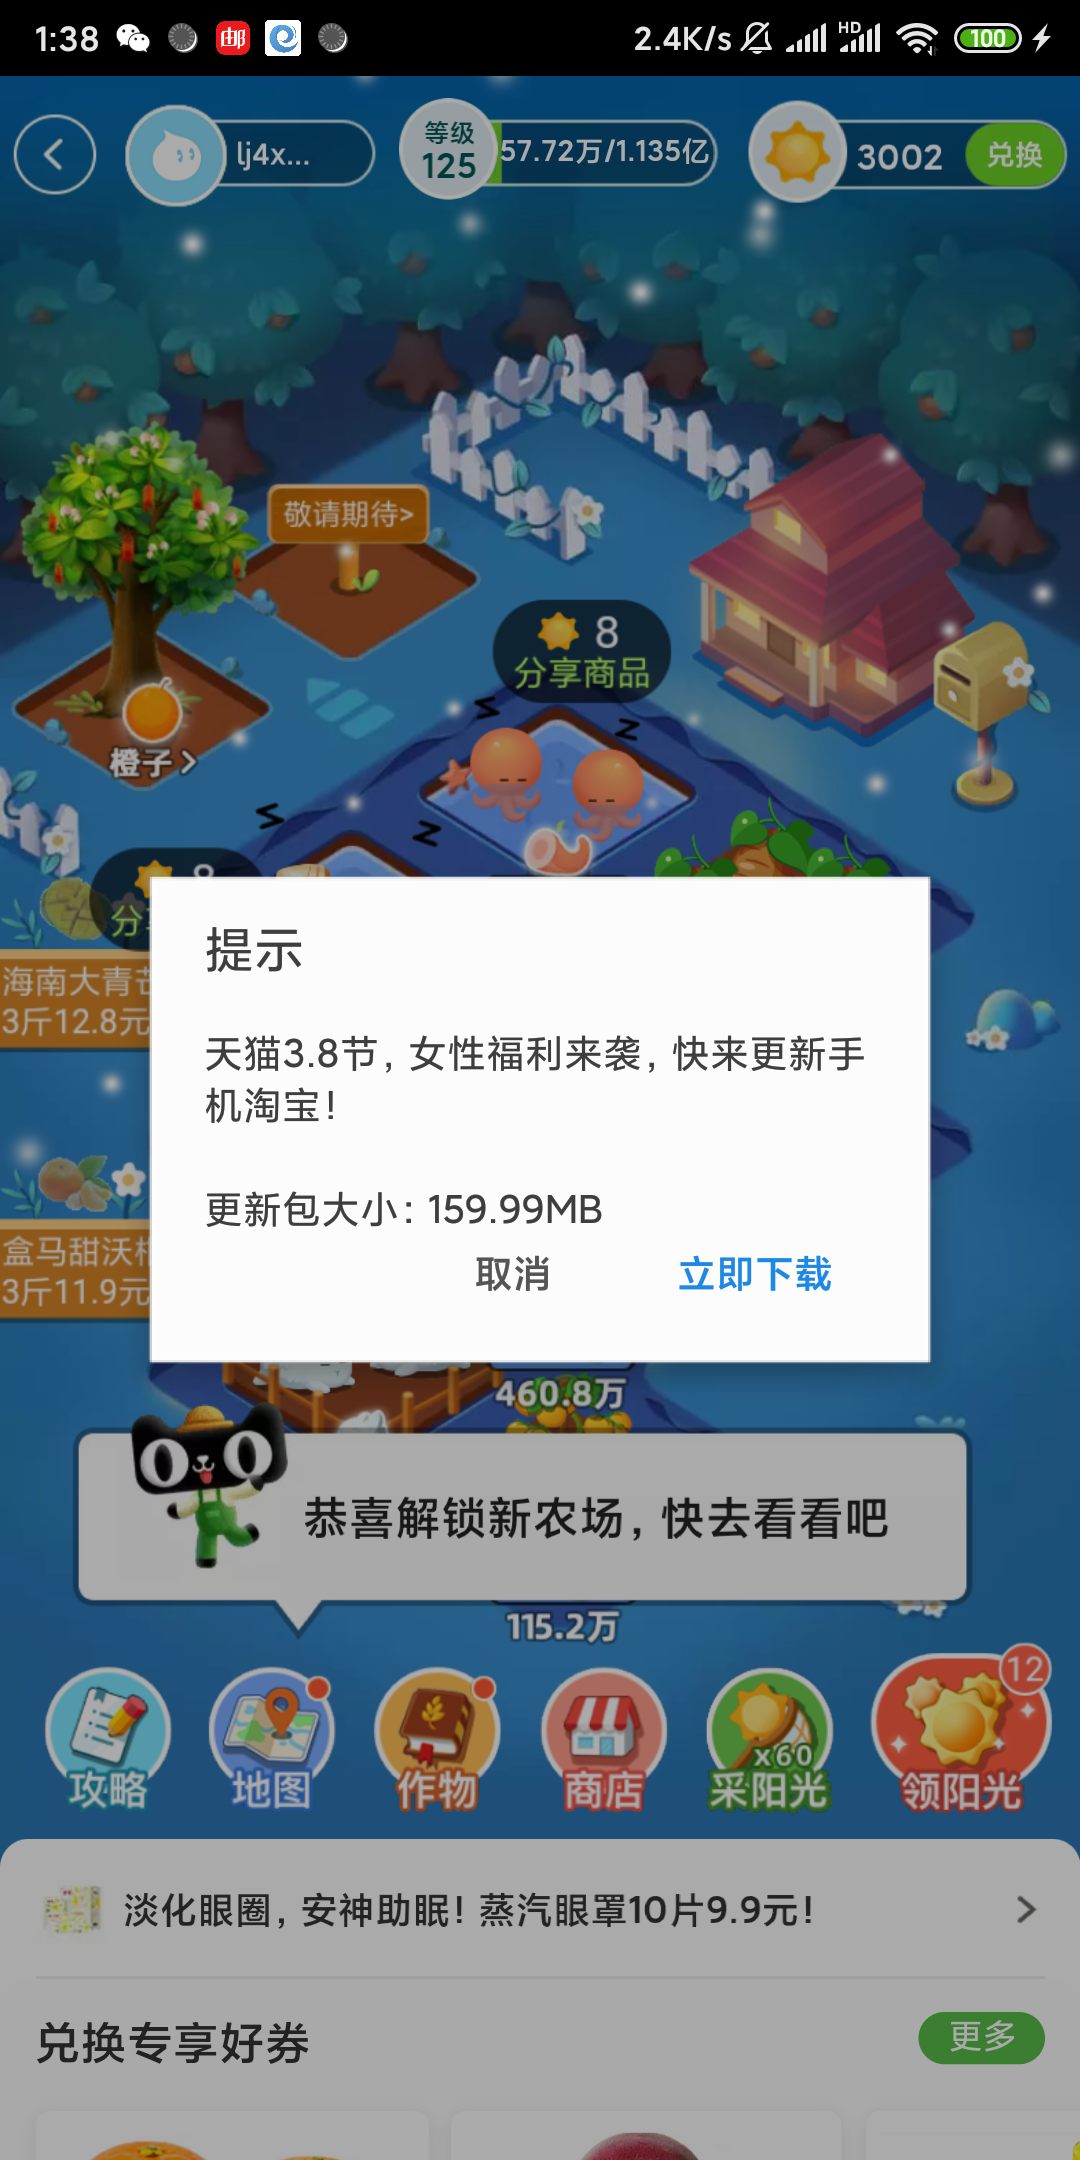 1:38
邮
2.4K/s
HD
100
lj4x...
等级
125
57.72万/1.135亿
3002
兑换
敬请期待>
8
分享商品
橙子>
8
分
海南大青芒
3斤12.8元
盒马甜沃柑
3斤11.9元
提示
天猫3.8节, 女性福利来袭, 快来更新手
机淘宝!
更新包大小: 159.99MB
取消
立即下载
460.8万
恭喜解锁新农场, 快去看看吧
115.2万
攻略
地图
作物
商店
x60
采阳光
12
领阳光
淡化眼圈, 安神助眠! 蒸汽眼罩10片9.9元!
兑换专享好券
更多